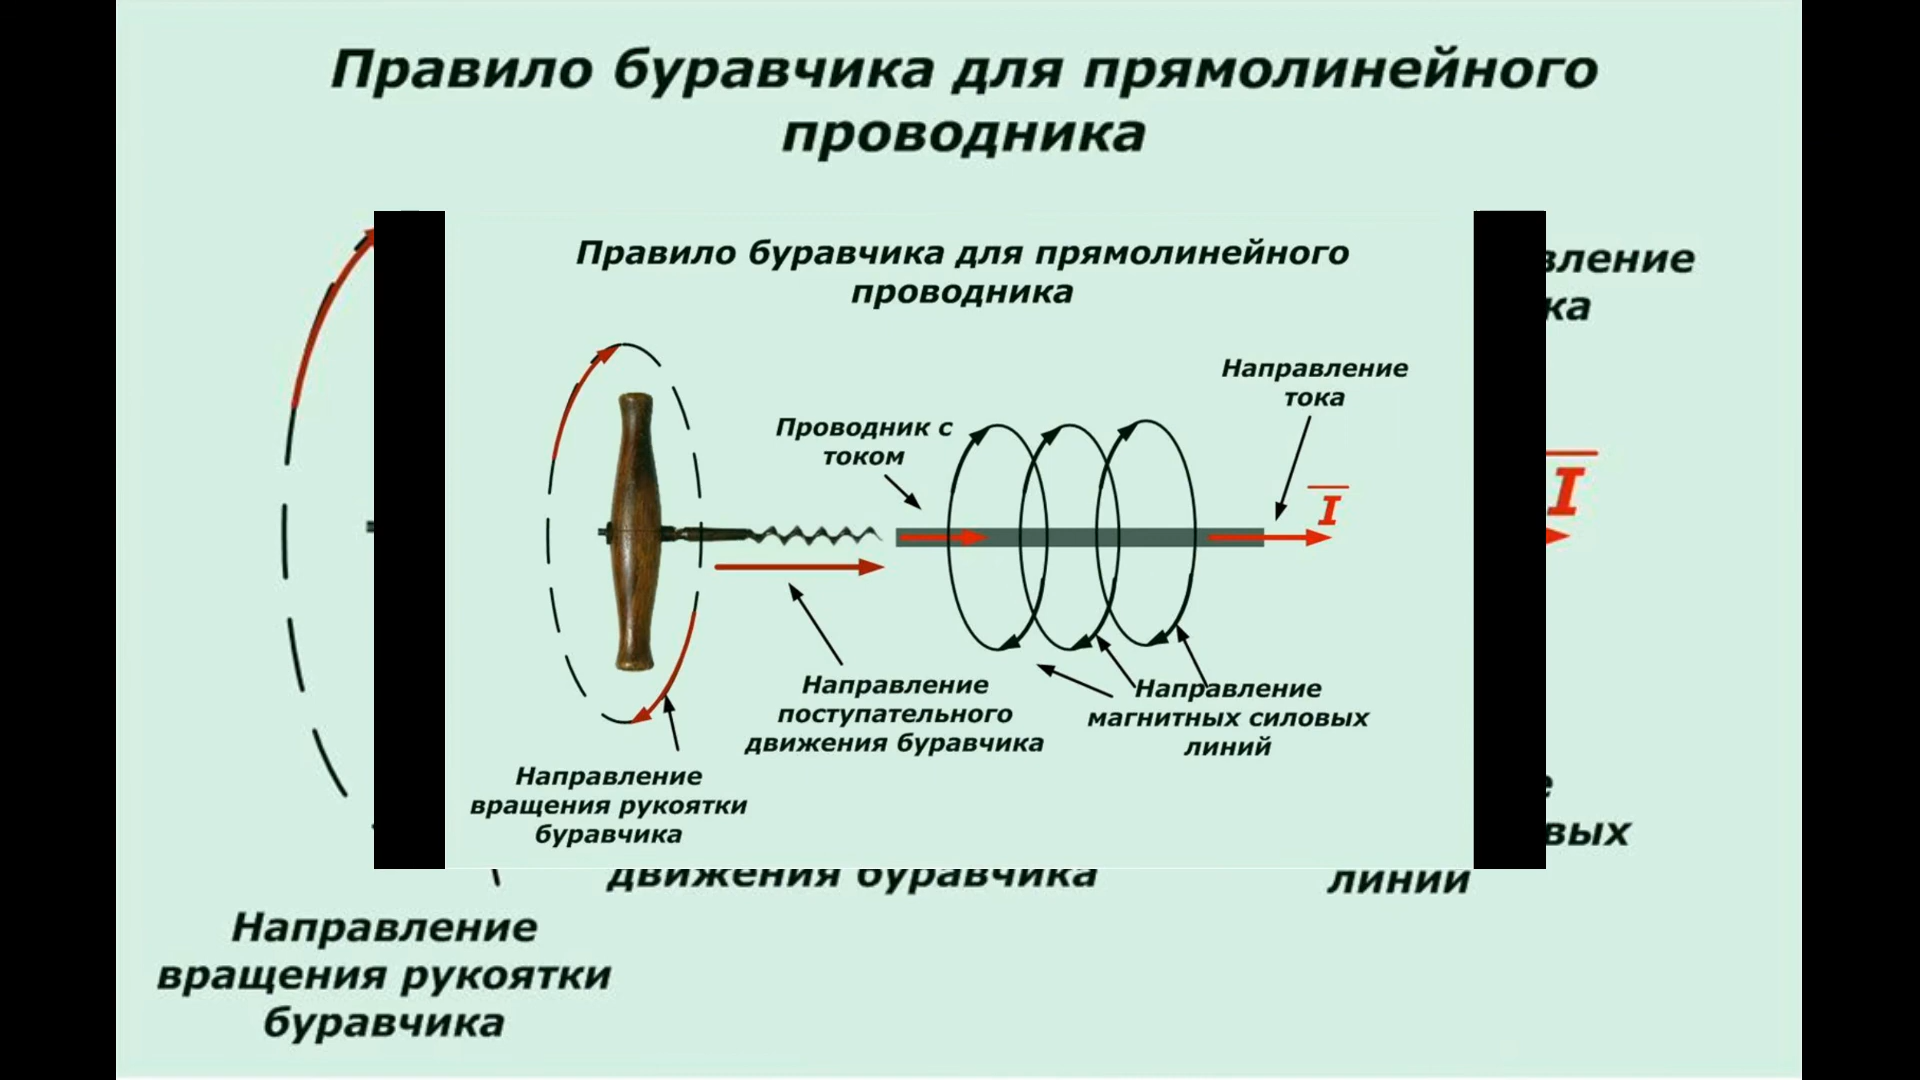 Правило буравчика для прямолинейного
проводника
Правило буравчика для прямолинейного
проводника
Направление
тока
Проводник с
током
I
Направление
поступательного
движения буравчика
Направление
магнитных силовых
линий
Направление
вращения рукоятки
буравчика
I
движения буравчика
линии
Направление
вращения рукоятки
буравчика